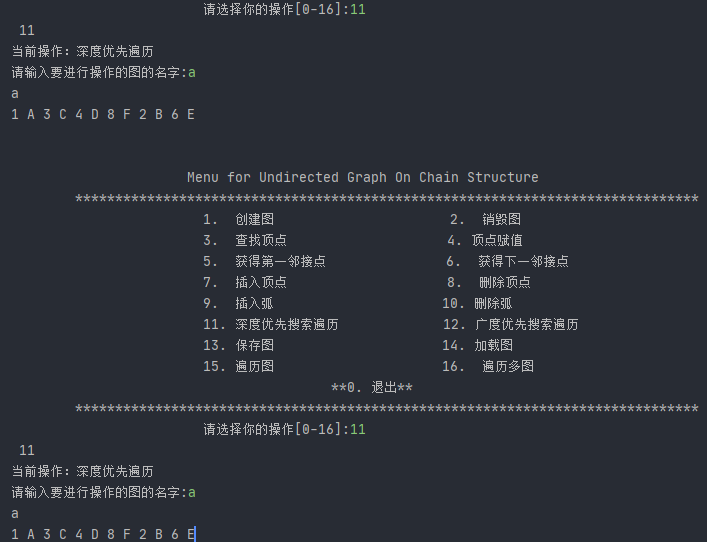 请选择你的操作[0-16]:11
11
当前操作: 深度优先遍历
请输入要进行操作的图的名字:a
a
1 A 3 C 4 D 8 F 2 B 6 E
Menu for Undirected Graph On Chain Structure
******************************************************************************
1. 创建图 2. 销毁图
3. 查找顶点 4. 顶点赋值
5. 获得第一邻接点 6. 获得下一邻接点
7. 插入顶点 8. 删除顶点
9. 插入弧 10. 删除弧
11. 深度优先搜索遍历 12. 广度优先搜索遍历
13. 保存图 14. 加载图
15. 遍历图 16. 遍历多图
**0. 退出**
******************************************************************************
请选择你的操作[0-16]:11
11
当前操作: 深度优先遍历
请输入要进行操作的图的名字:a
a
1 A 3 C 4 D 8 F 2 B 6 E